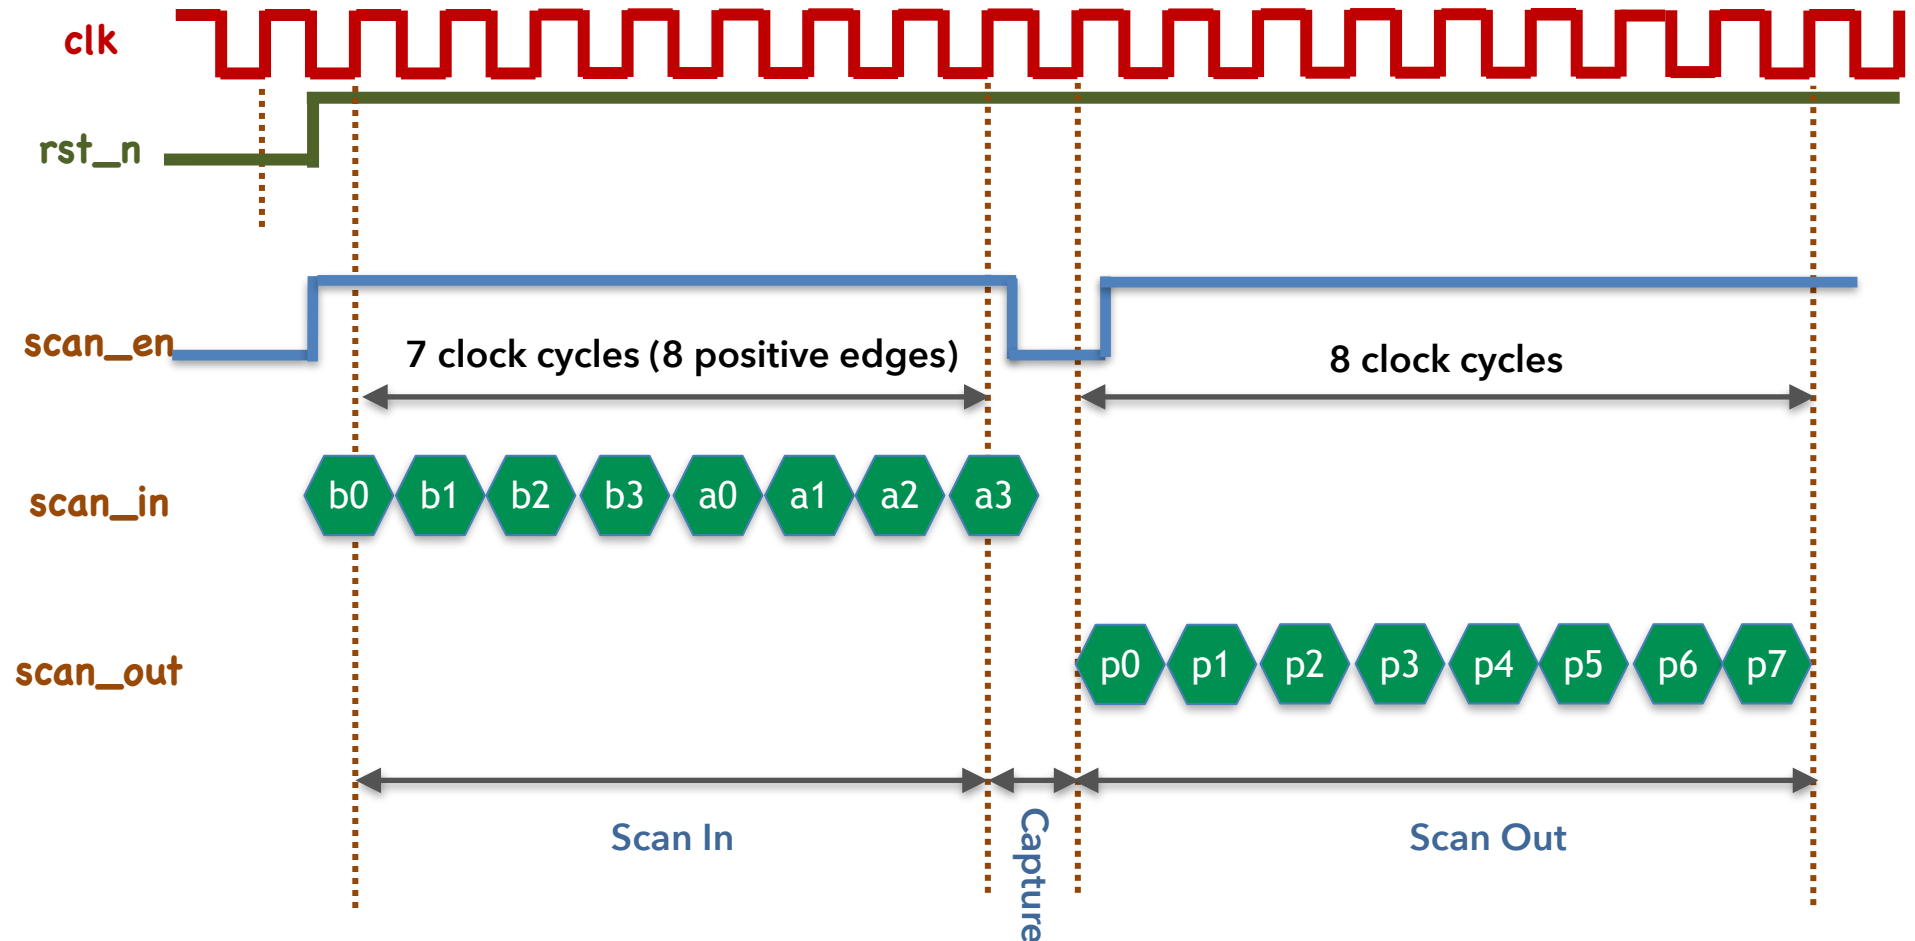 clk
rst_n
scan_en
7 clock cycles (8 positive edges)
8 clock cycles
scan_in
b0 b1 b2 b3 a0 a1 a2 a3
scan_out
p0 p1 p2 p3 p4 p5 p6 p7
Scan In
Capture
Scan Out